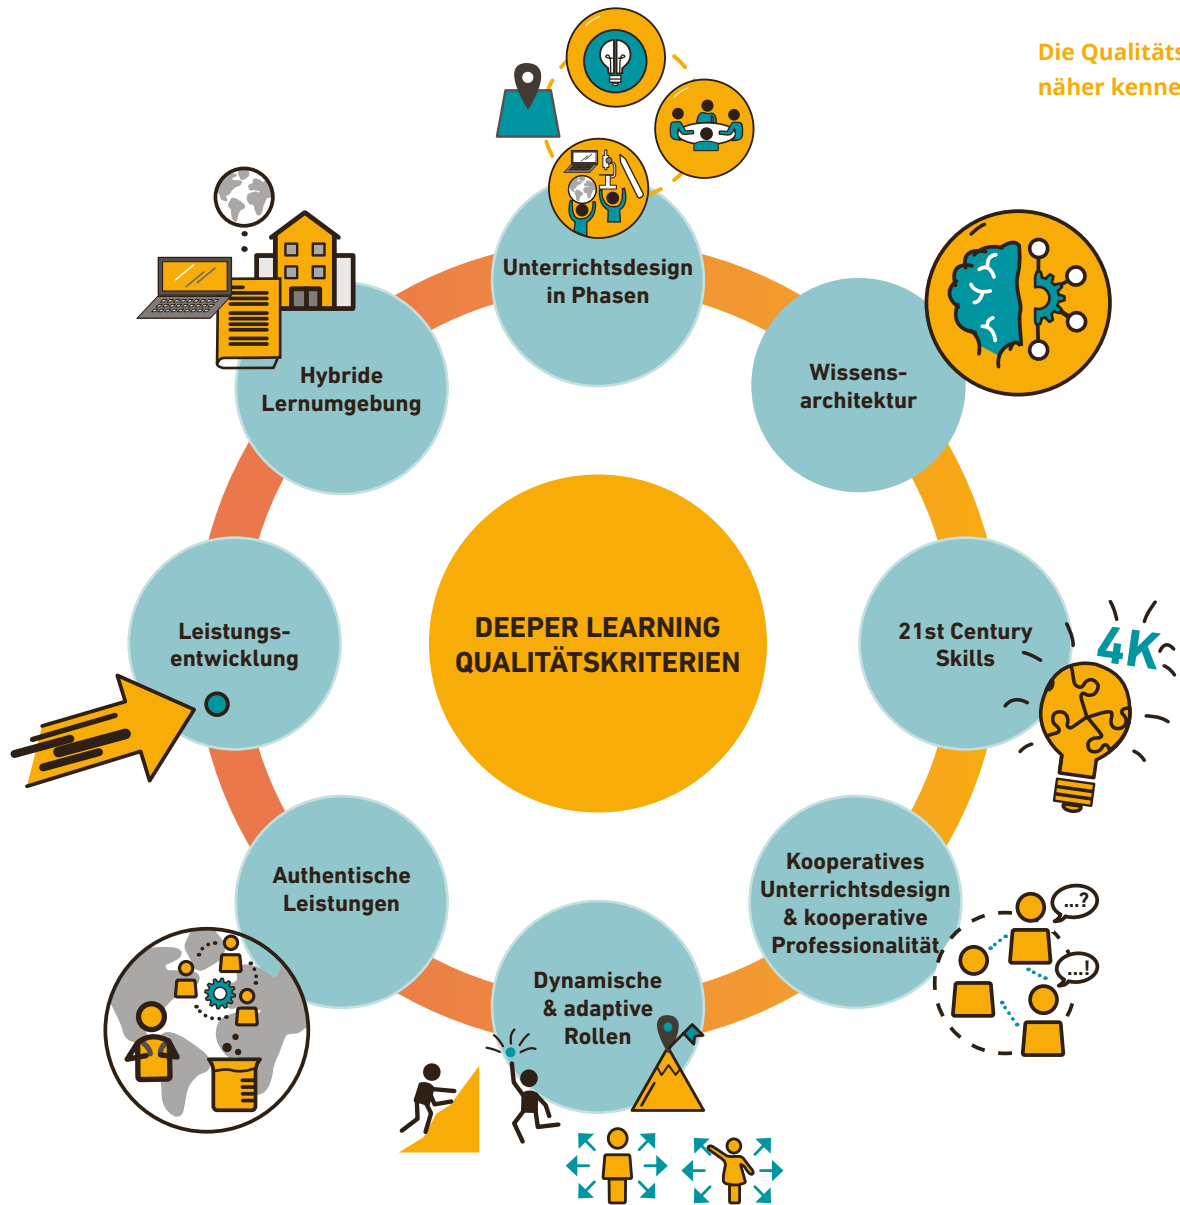 Die Qualitäts
näher kenne
Unterrichtsdesign
in Phasen
Wissens-
architektur
Hybride
Lernumgebung
DEEPER LEARNING
QUALITÄTSKRITERIEN
Leistungs-
entwicklung
21st Century
Skills
4K
Authentische
Leistungen
Kooperatives
Unterrichtsdesign
& kooperative
Professionalität
...?
...!
Dynamische
& adaptive
Rollen